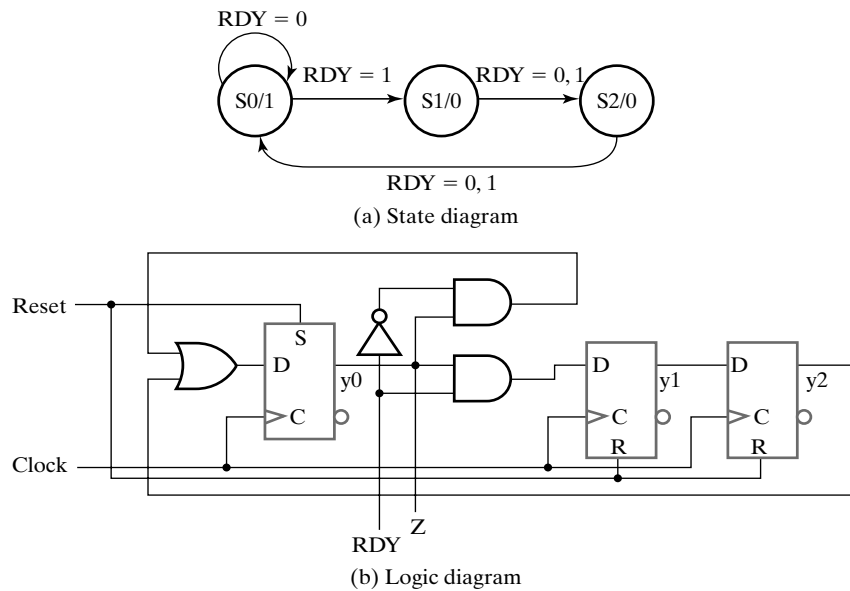 RDY = 0
RDY = 1
RDY = 0, 1
S0/1
S1/0
S2/0
RDY = 0, 1
(a) State diagram
Reset
S
D
y0
C
D
y1
C
R
D
y2
C
R
Clock
Z
RDY
(b) Logic diagram